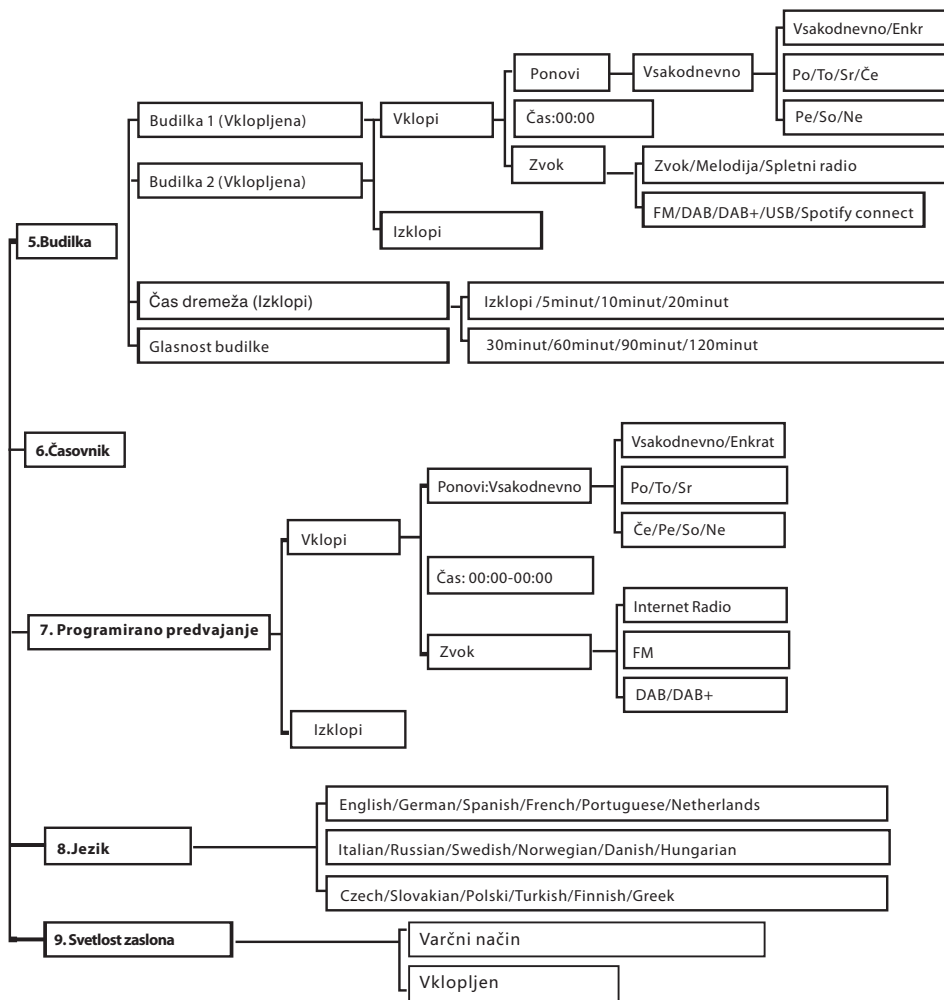 Vsakodnevno/Enkr
Ponovi
Vsakodnevno
Po/To/Sr/Če
Budilka 1 (Vklopljena)
Vklopi
Čas:00:00
Pe/So/Ne
Zvok
Zvok/Melodija/Spletni radio
Budilka 2 (Vklopljena)
FM/DAB/DAB+/USB/Spotify connect
Izklopi
5.Budilka
Čas dremeža (Izklopi)
Izklopi /5minut/10minut/20minut
Glasnost budilke
30minut/60minut/90minut/120minut
6.Časovnik
Vsakodnevno/Enkrat
Ponovi:Vsakodnevno
Po/To/Sr
Če/Pe/So/Ne
Vklopi
Čas: 00:00-00:00
Internet Radio
7. Programirano predvajanje
Zvok
FM
DAB/DAB+
Izklopi
English/German/Spanish/French/Portuguese/Netherlands
8.Jezik
Italian/Russian/Swedish/Norwegian/Danish/Hungarian
Czech/Slovakian/Polski/Turkish/Finnish/Greek
9. Svetlost zaslona
Varčni način
Vklopljen